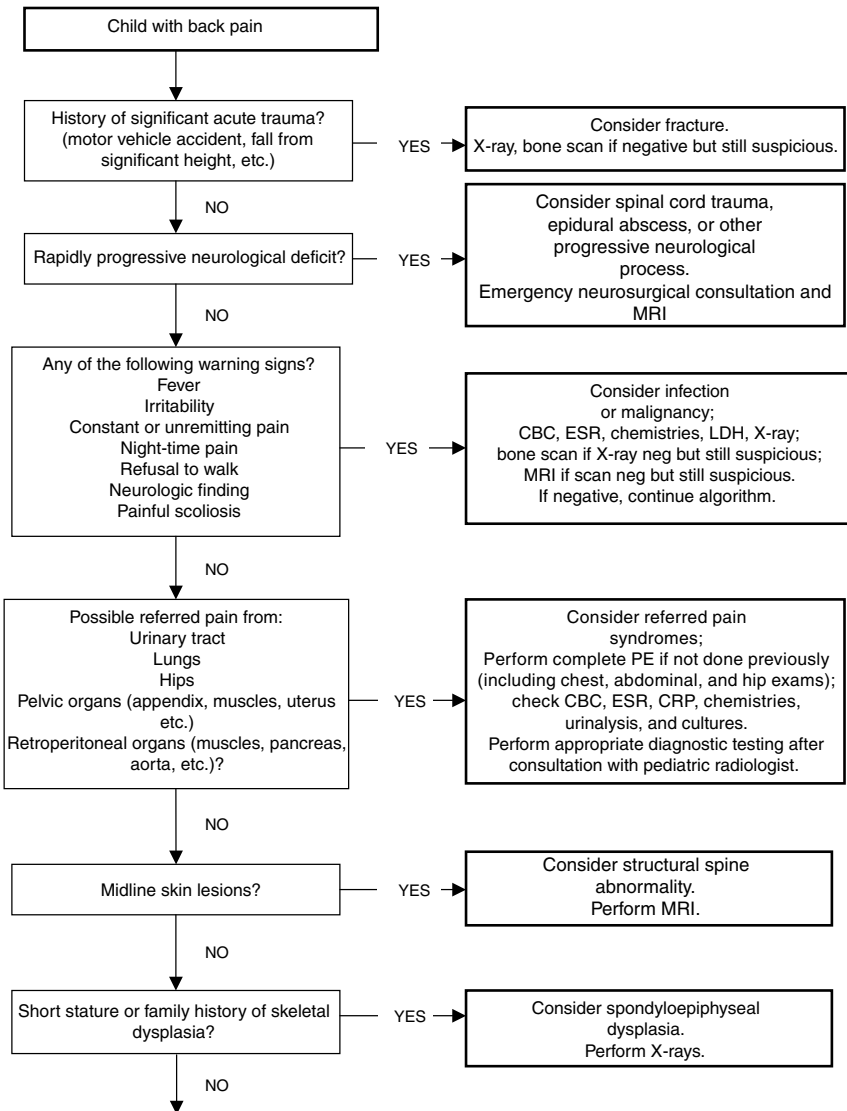 Child with back pain
History of significant acute trauma?
(motor vehicle accident, fall from
significant height, etc.)
YES
Consider fracture.
X-ray, bone scan if negative but still suspicious.
NO
Rapidly progressive neurological deficit?
YES
Consider spinal cord trauma,
epidural abscess, or other
progressive neurological
process.
Emergency neurosurgical consultation and
MRI
NO
Any of the following warning signs?
Fever
Irritability
Constant or unremitting pain
Night-time pain
Refusal to walk
Neurologic finding
Painful scoliosis
YES
Consider infection
or malignancy;
CBC, ESR, chemistries, LDH, X-ray;
bone scan if X-ray neg but still suspicious;
MRI if scan neg but still suspicious.
If negative, continue algorithm.
NO
Possible referred pain from:
Urinary tract
Lungs
Hips
Pelvic organs (appendix, muscles, uterus
etc.)
Retroperitoneal organs (muscles, pancreas,
aorta, etc.)?
YES
Consider referred pain
syndromes;
Perform complete PE if not done previously
(including chest, abdominal, and hip exams);
check CBC, ESR, CRP, chemistries,
urinalysis, and cultures.
Perform appropriate diagnostic testing after
consultation with pediatric radiologist.
NO
Midline skin lesions?
YES
Consider structural spine
abnormality.
Perform MRI.
NO
Short stature or family history of skeletal
dysplasia?
YES
Consider spondyloepiphyseal
dysplasia.
Perform X-rays.
NO